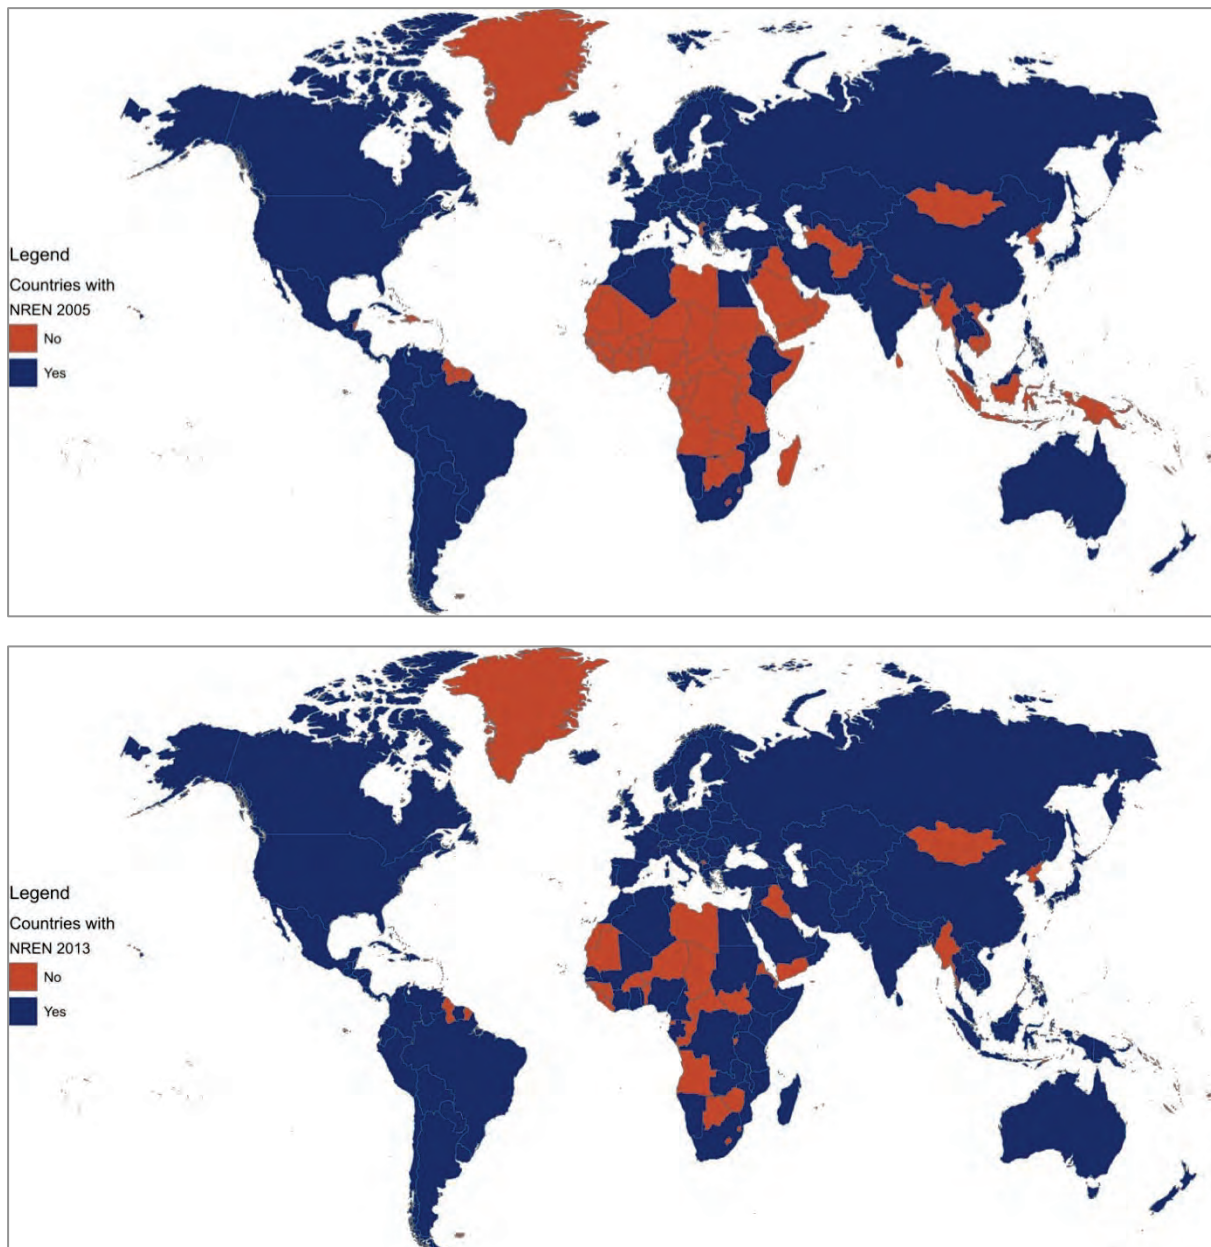 Legend
Countries with
NREN 2005
No
Yes
Legend
Countries with
NREN 2013
No
Yes